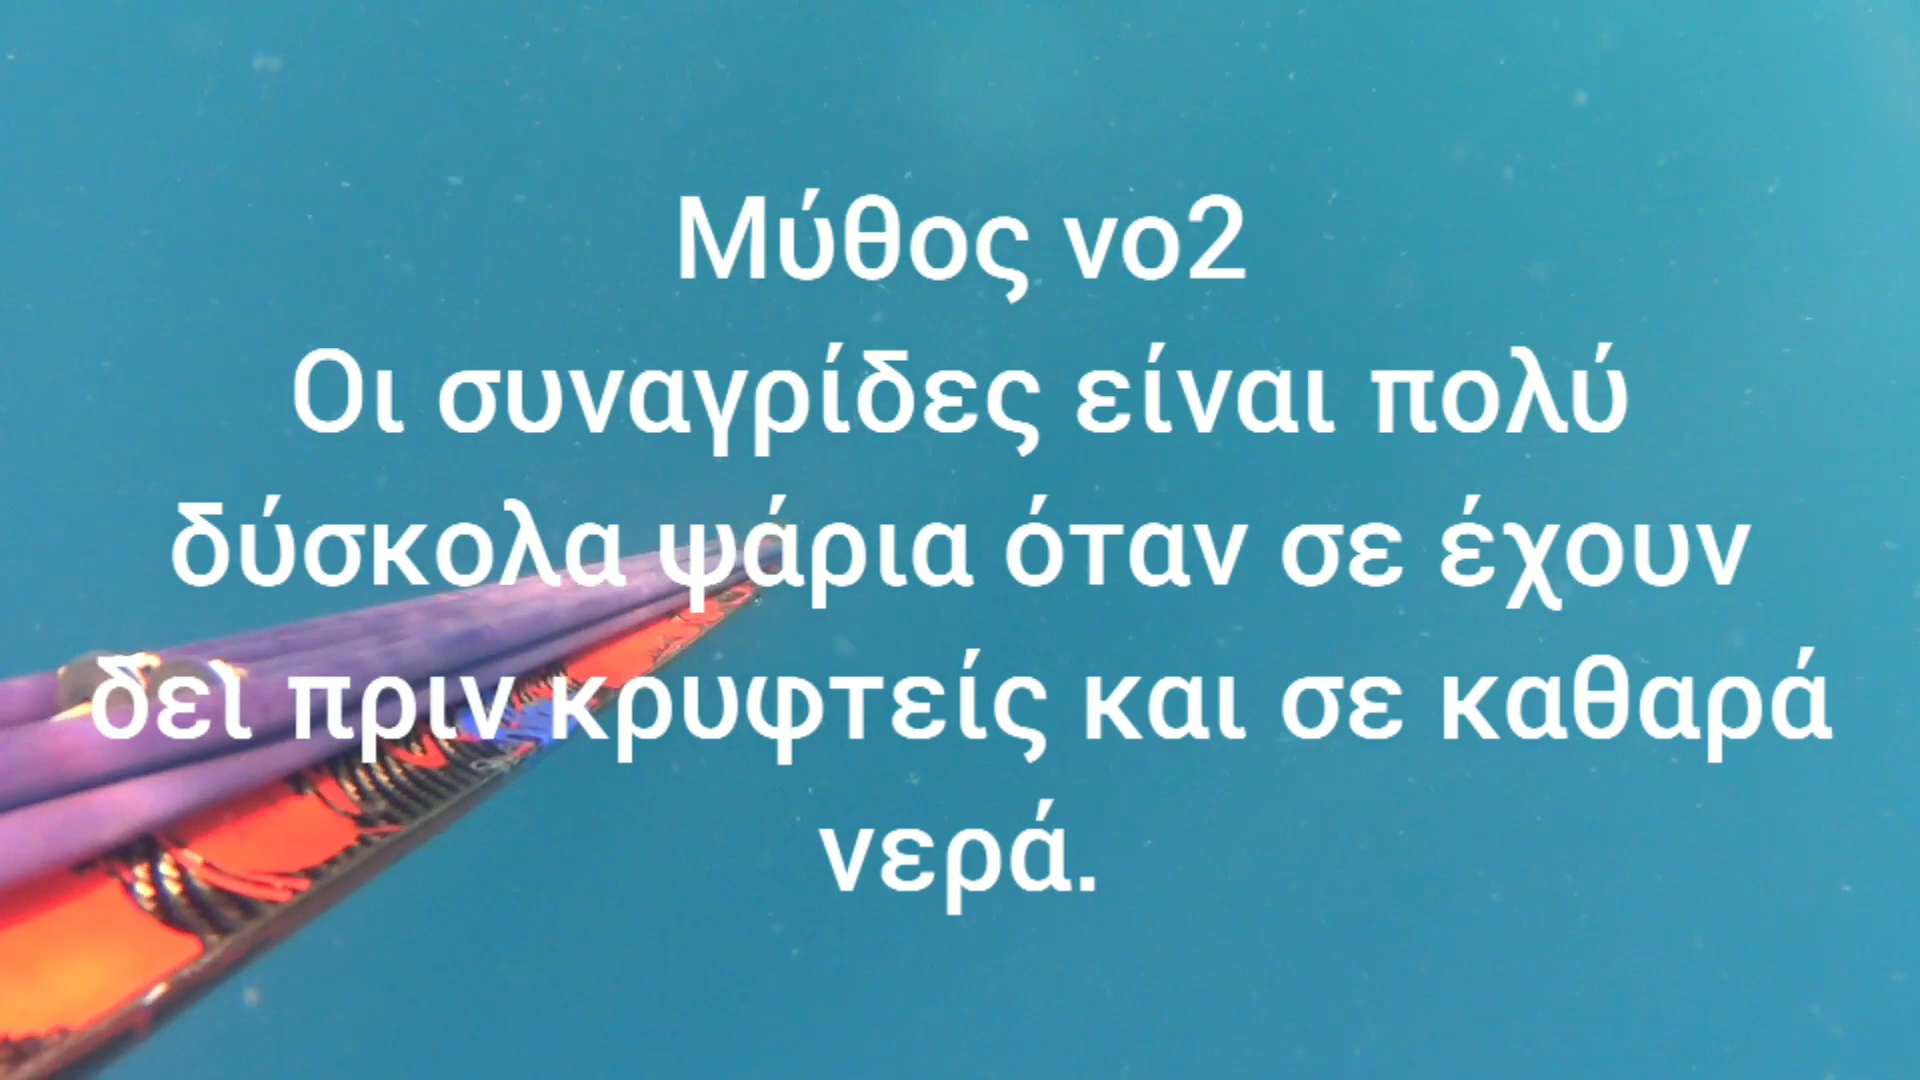 Μύθος νο2
Οι συναγρίδες είναι πολύ
δύσκολα ψάρια όταν σε έχουν
δει πριν κρυφτείς και σε καθαρά
νερά.